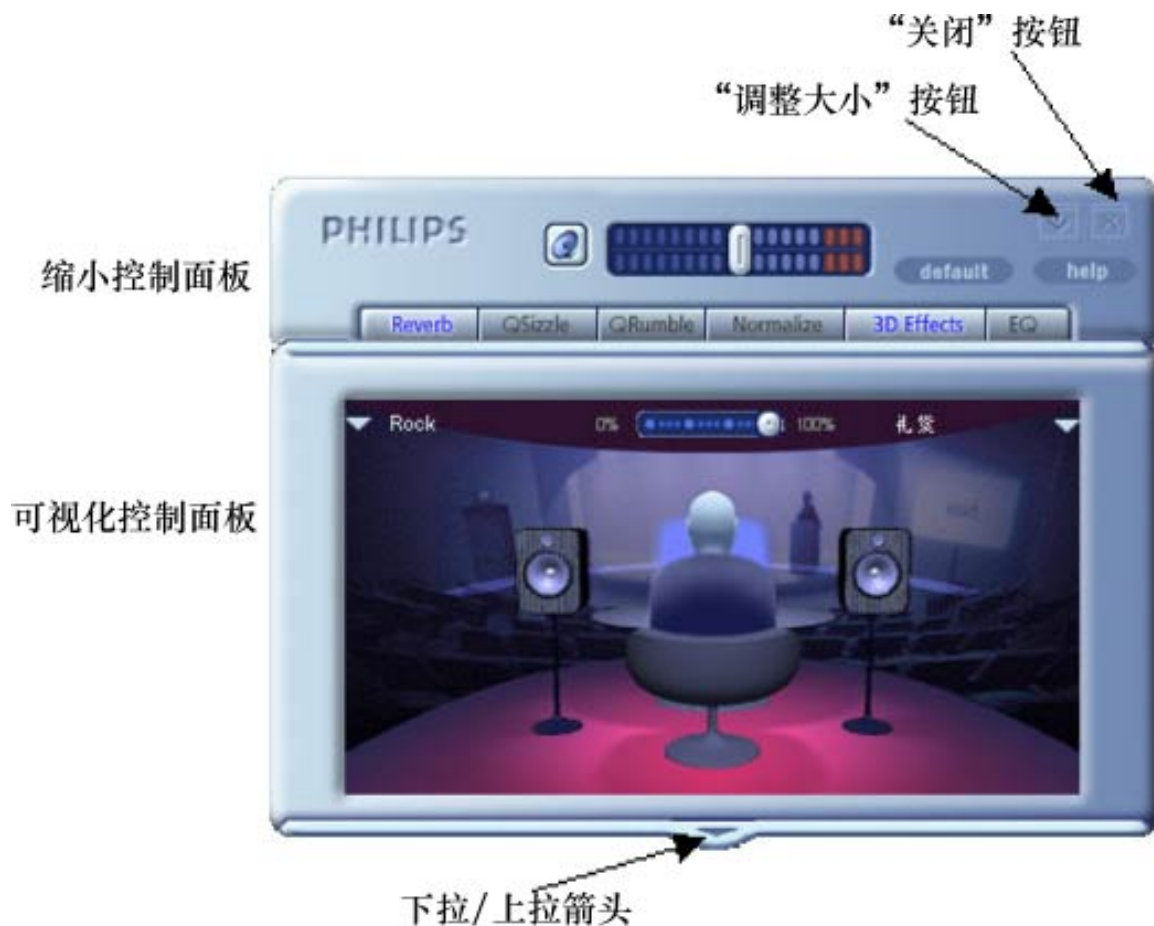 “关闭”按钮
“调整大小”按钮
PHILIPS
缩小控制面板
default help
Reverb QSizzle QRumble Normalize 3D Effects EQ
Rock 0% 100% 礼堂
可视化控制面板
下拉/上拉箭头